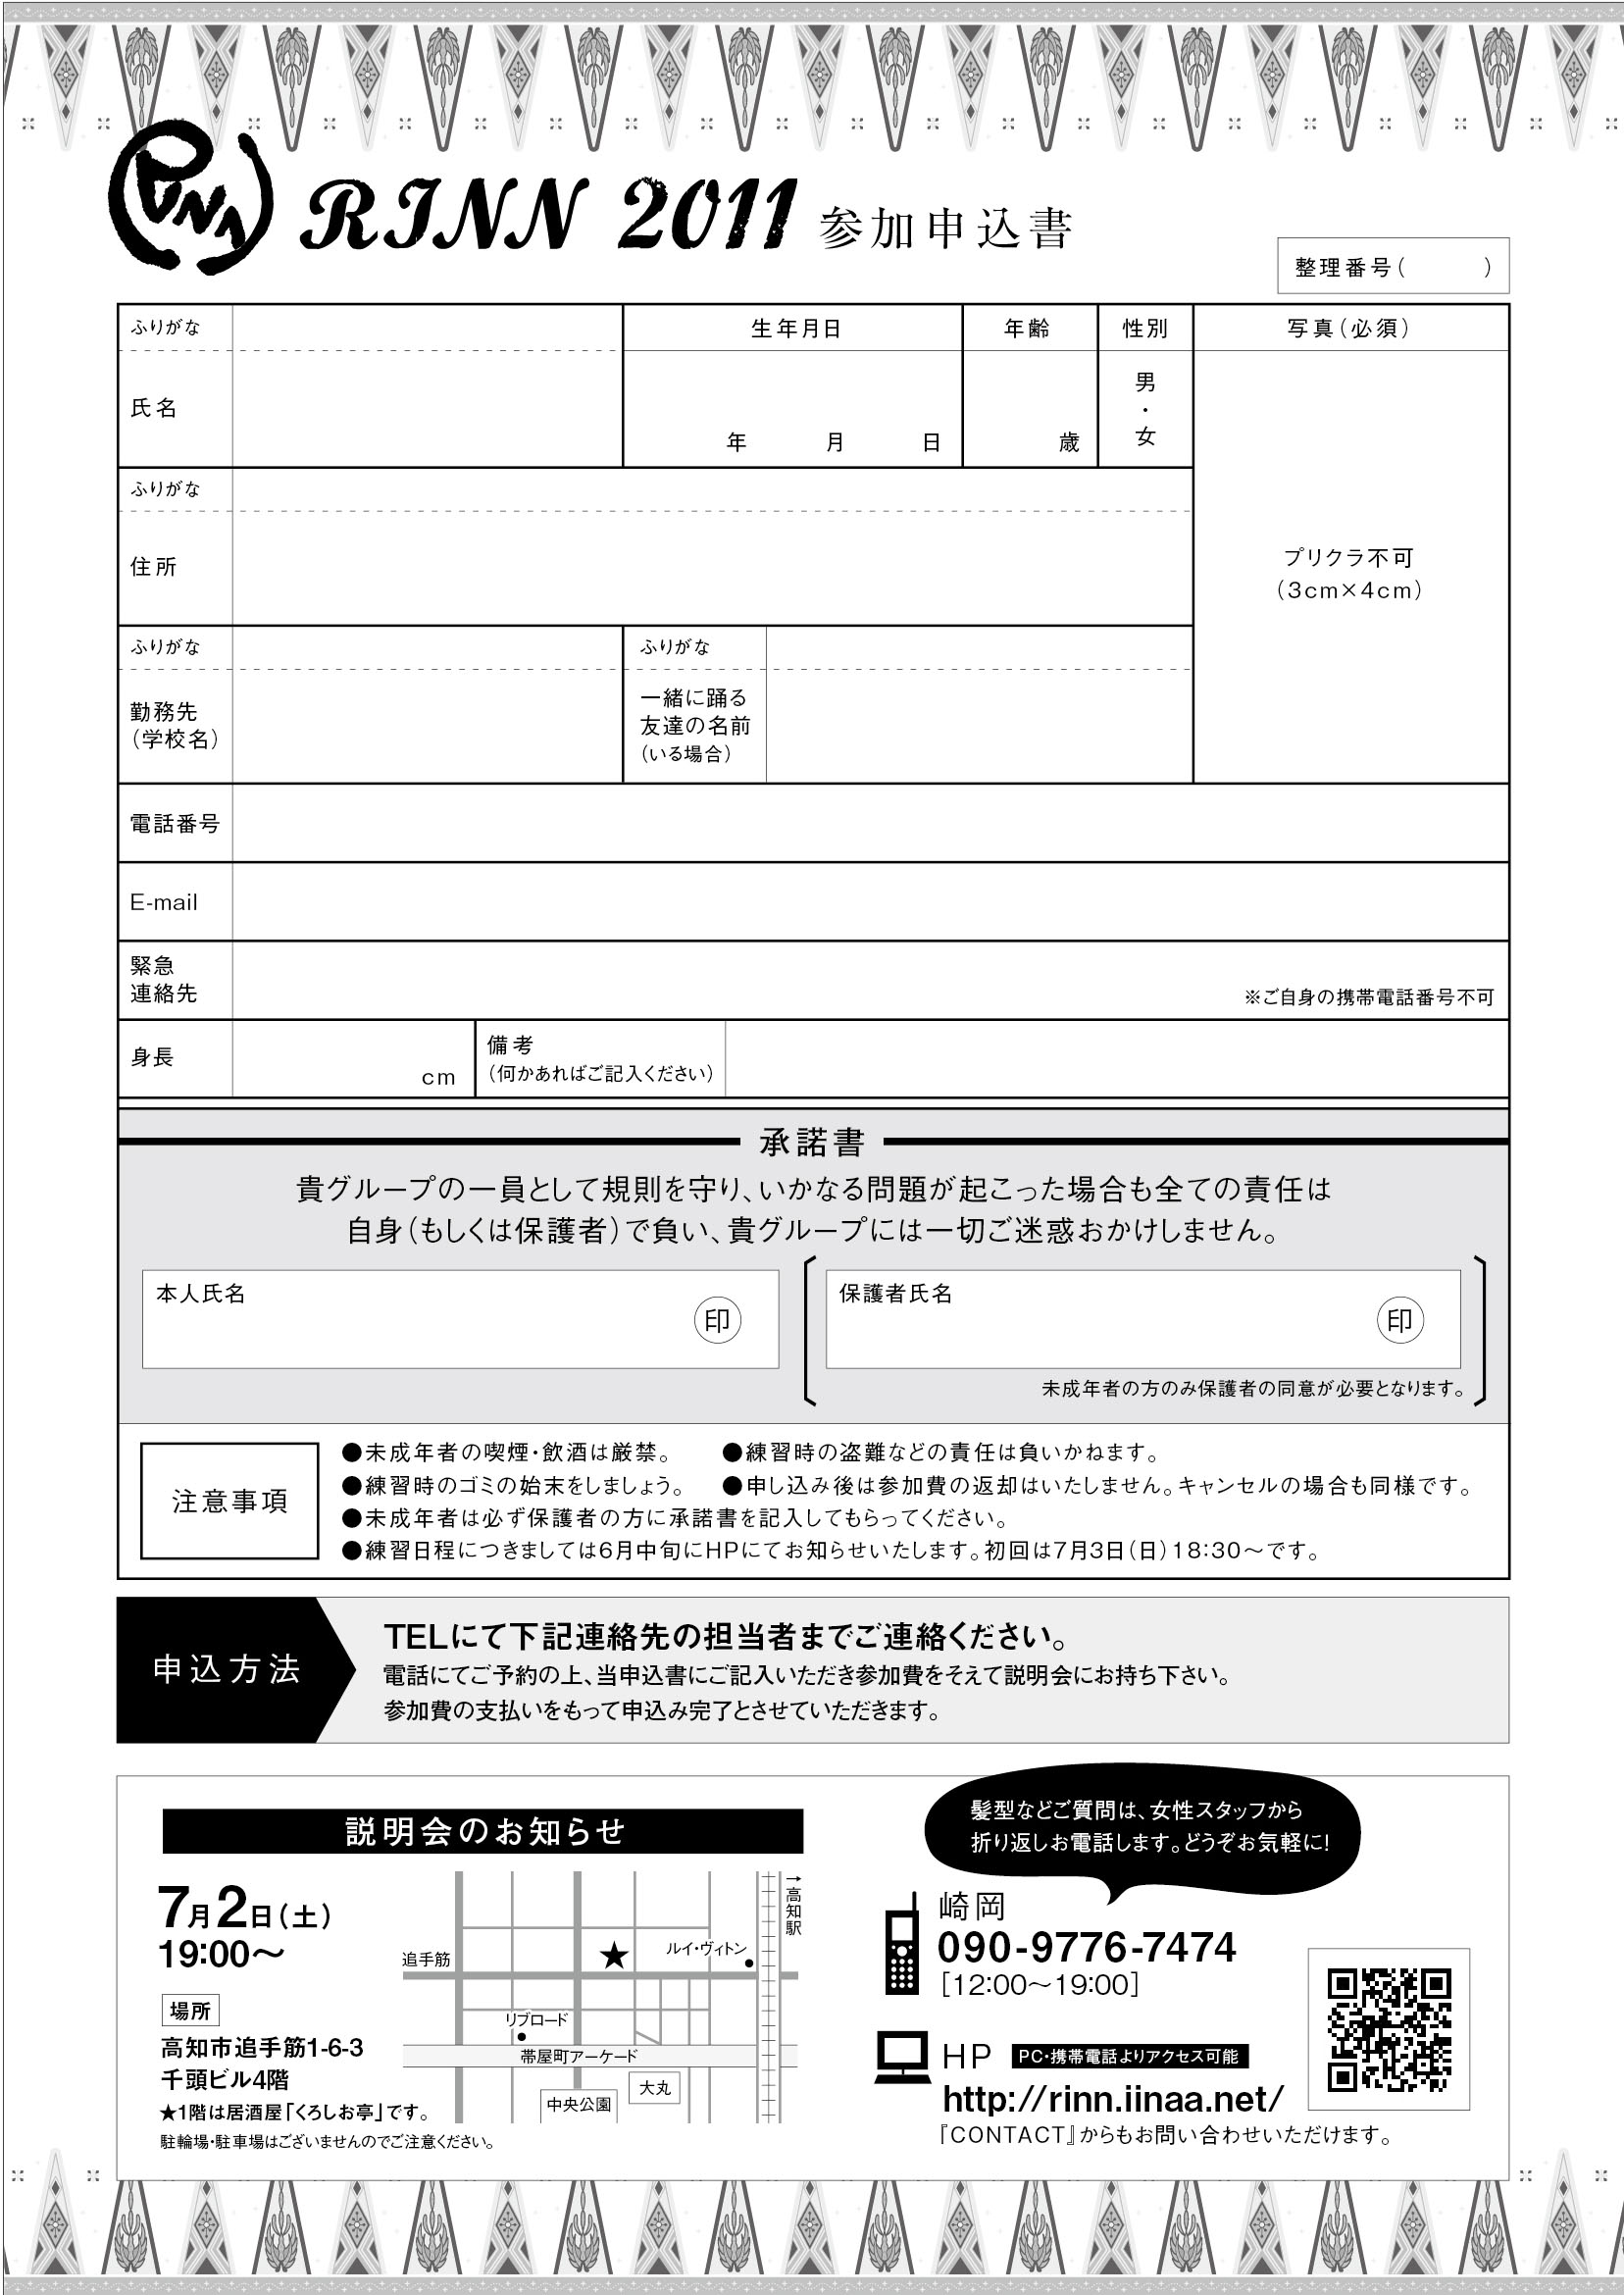 RINN 2011 参加申込書
整理番号(　　　)
ふりがな
生年月日
年齢
性別
写真(必須)
氏名
年　月　日
歳
男・女
ふりがな
住所
プリクラ不可
(3cm×4cm)
ふりがな
勤務先
(学校名)
ふりがな
一緒に踊る
友達の名前
(いる場合)
電話番号
E-mail
緊急
連絡先
※ご自身の携帯電話番号不可
身長
cm
備考
(何かあればご記入ください)
承諾書
貴グループの一員として規則を守り、いかなる問題が起こった場合も全ての責任は
自身(もしくは保護者)で負い、貴グループには一切ご迷惑おかけしません。
本人氏名
印
保護者氏名
印
未成年者の方のみ保護者の同意が必要となります。
注意事項
●未成年者の喫煙・飲酒は厳禁。　●練習時の盗難などの責任は負いかねます。
●練習時のゴミの始末をしましょう。　●申し込み後は参加費の返却はいたしません。キャンセルの場合も同様です。
●未成年者は必ず保護者の方に承諾書を記入してもらってください。
●練習日程につきましては6月中旬にHPにてお知らせいたします。初回は7月3日(日)18:30〜です。
申込方法
TELにて下記連絡先の担当者までご連絡ください。
電話にてご予約の上、当申込書にご記入いただき参加費をそえて説明会にお持ち下さい。
参加費の支払いをもって申込み完了とさせていただきます。
説明会のお知らせ
7月2日(土)
19:00〜
場所
高知市追手筋1-6-3
千頭ビル4階
★1階は居酒屋「くろしお亭」です。
駐輪場・駐車場はございませんのでご注意ください。
→高知駅
追手筋
★
ルイ・ヴィトン
リブロード
帯屋町アーケード
中央公園
大丸
髪型などご質問は、女性スタッフから
折り返しお電話します。どうぞお気軽に!
崎岡
090-9776-7474
[12:00〜19:00]
HP PC・携帯電話よりアクセス可能
http://rinn.iinaa.net/
『CONTACT』からもお問い合わせいただけます。